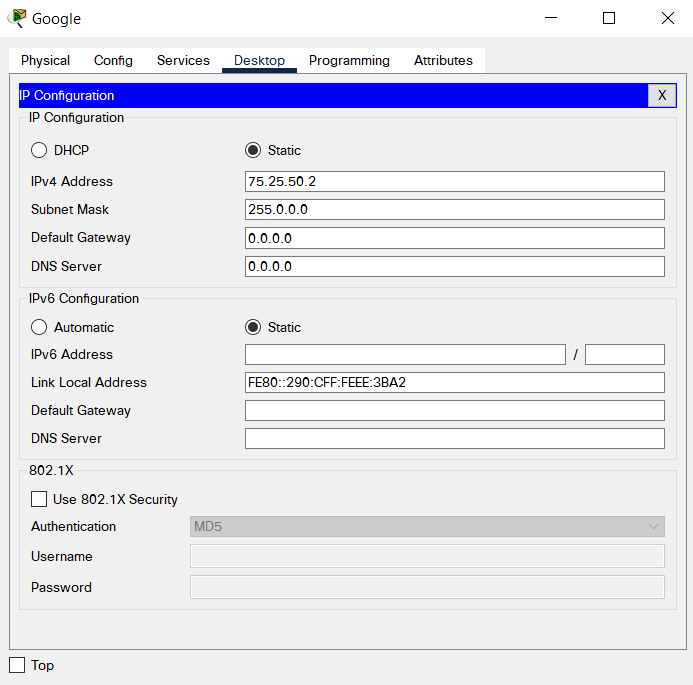 Google
Physical Config Services Desktop Programming Attributes
IP Configuration X
IP Configuration
DHCP Static
IPv4 Address 75.25.50.2
Subnet Mask 255.0.0.0
Default Gateway 0.0.0.0
DNS Server 0.0.0.0
IPv6 Configuration
Automatic Static
IPv6 Address /
Link Local Address FE80::290:CFF:FEEE:3BA2
Default Gateway
DNS Server
802.1X
Use 802.1X Security
Authentication MD5
Username
Password
Top